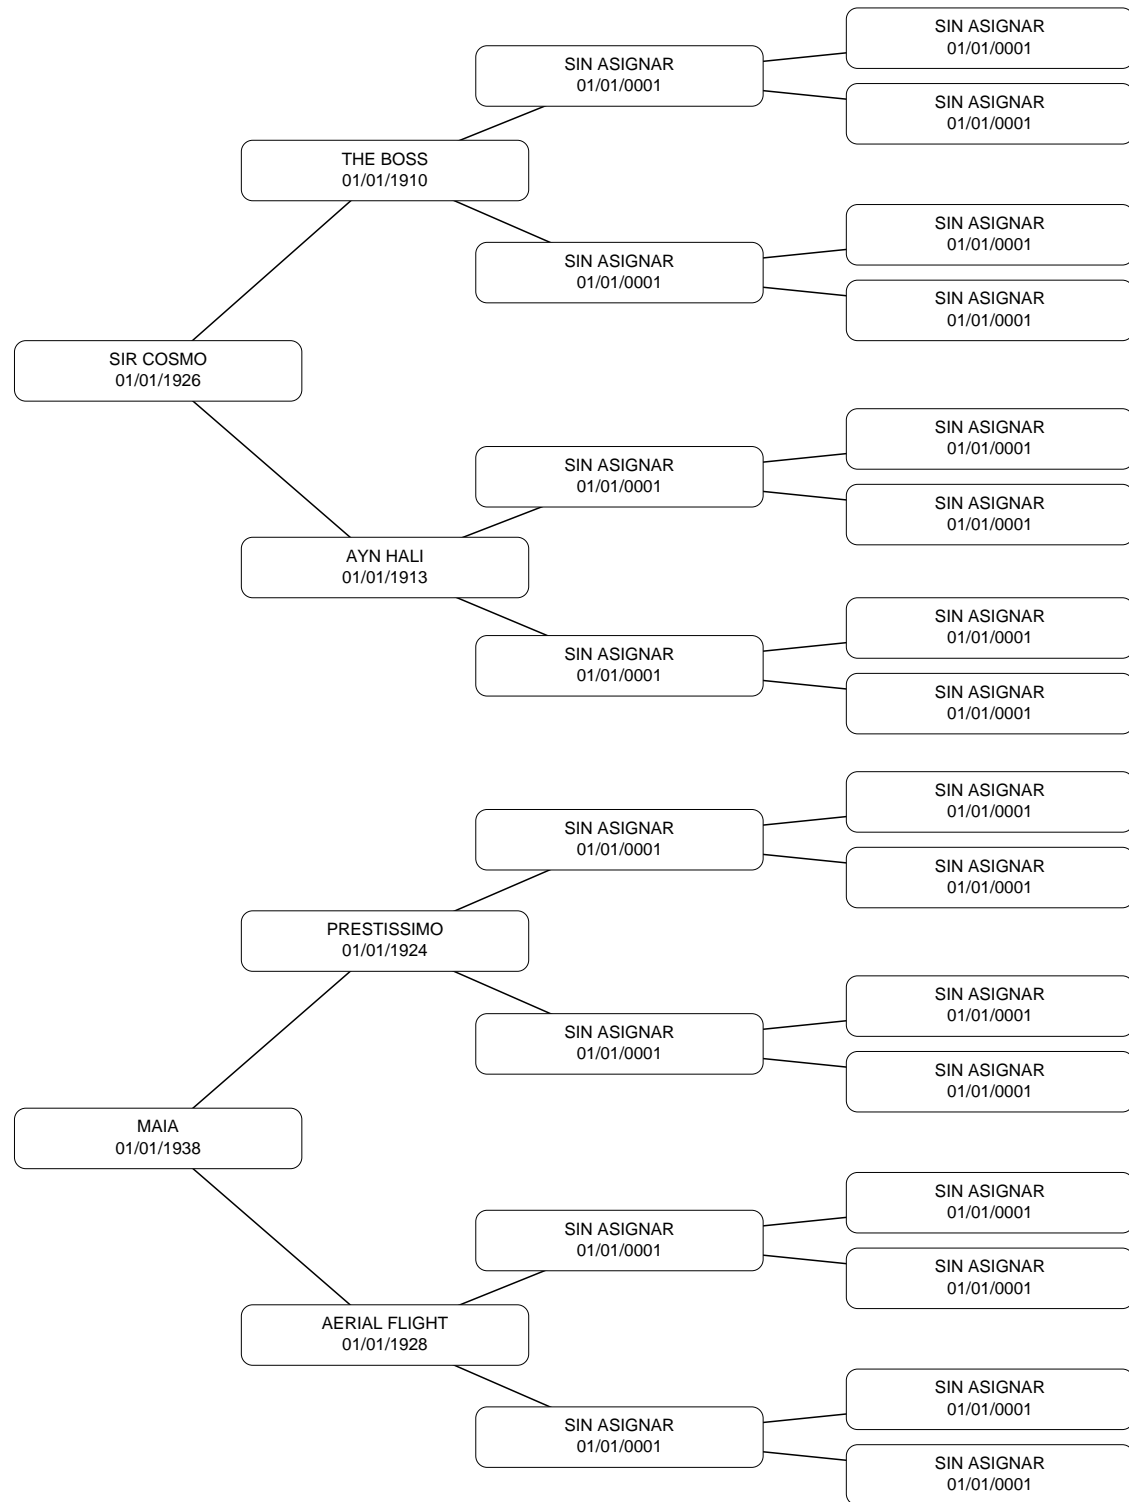 SIN ASIGNAR
01/01/0001
SIN ASIGNAR
01/01/0001
SIN ASIGNAR
01/01/0001
THE BOSS
01/01/1910
SIN ASIGNAR
01/01/0001
SIN ASIGNAR
01/01/0001
SIN ASIGNAR
01/01/0001
SIR COSMO
01/01/1926
SIN ASIGNAR
01/01/0001
SIN ASIGNAR
01/01/0001
SIN ASIGNAR
01/01/0001
AYN HALI
01/01/1913
SIN ASIGNAR
01/01/0001
SIN ASIGNAR
01/01/0001
SIN ASIGNAR
01/01/0001
SIN ASIGNAR
01/01/0001
SIN ASIGNAR
01/01/0001
SIN ASIGNAR
01/01/0001
PRESTISSIMO
01/01/1924
SIN ASIGNAR
01/01/0001
SIN ASIGNAR
01/01/0001
SIN ASIGNAR
01/01/0001
MAIA
01/01/1938
SIN ASIGNAR
01/01/0001
SIN ASIGNAR
01/01/0001
SIN ASIGNAR
01/01/0001
AERIAL FLIGHT
01/01/1928
SIN ASIGNAR
01/01/0001
SIN ASIGNAR
01/01/0001
SIN ASIGNAR
01/01/0001